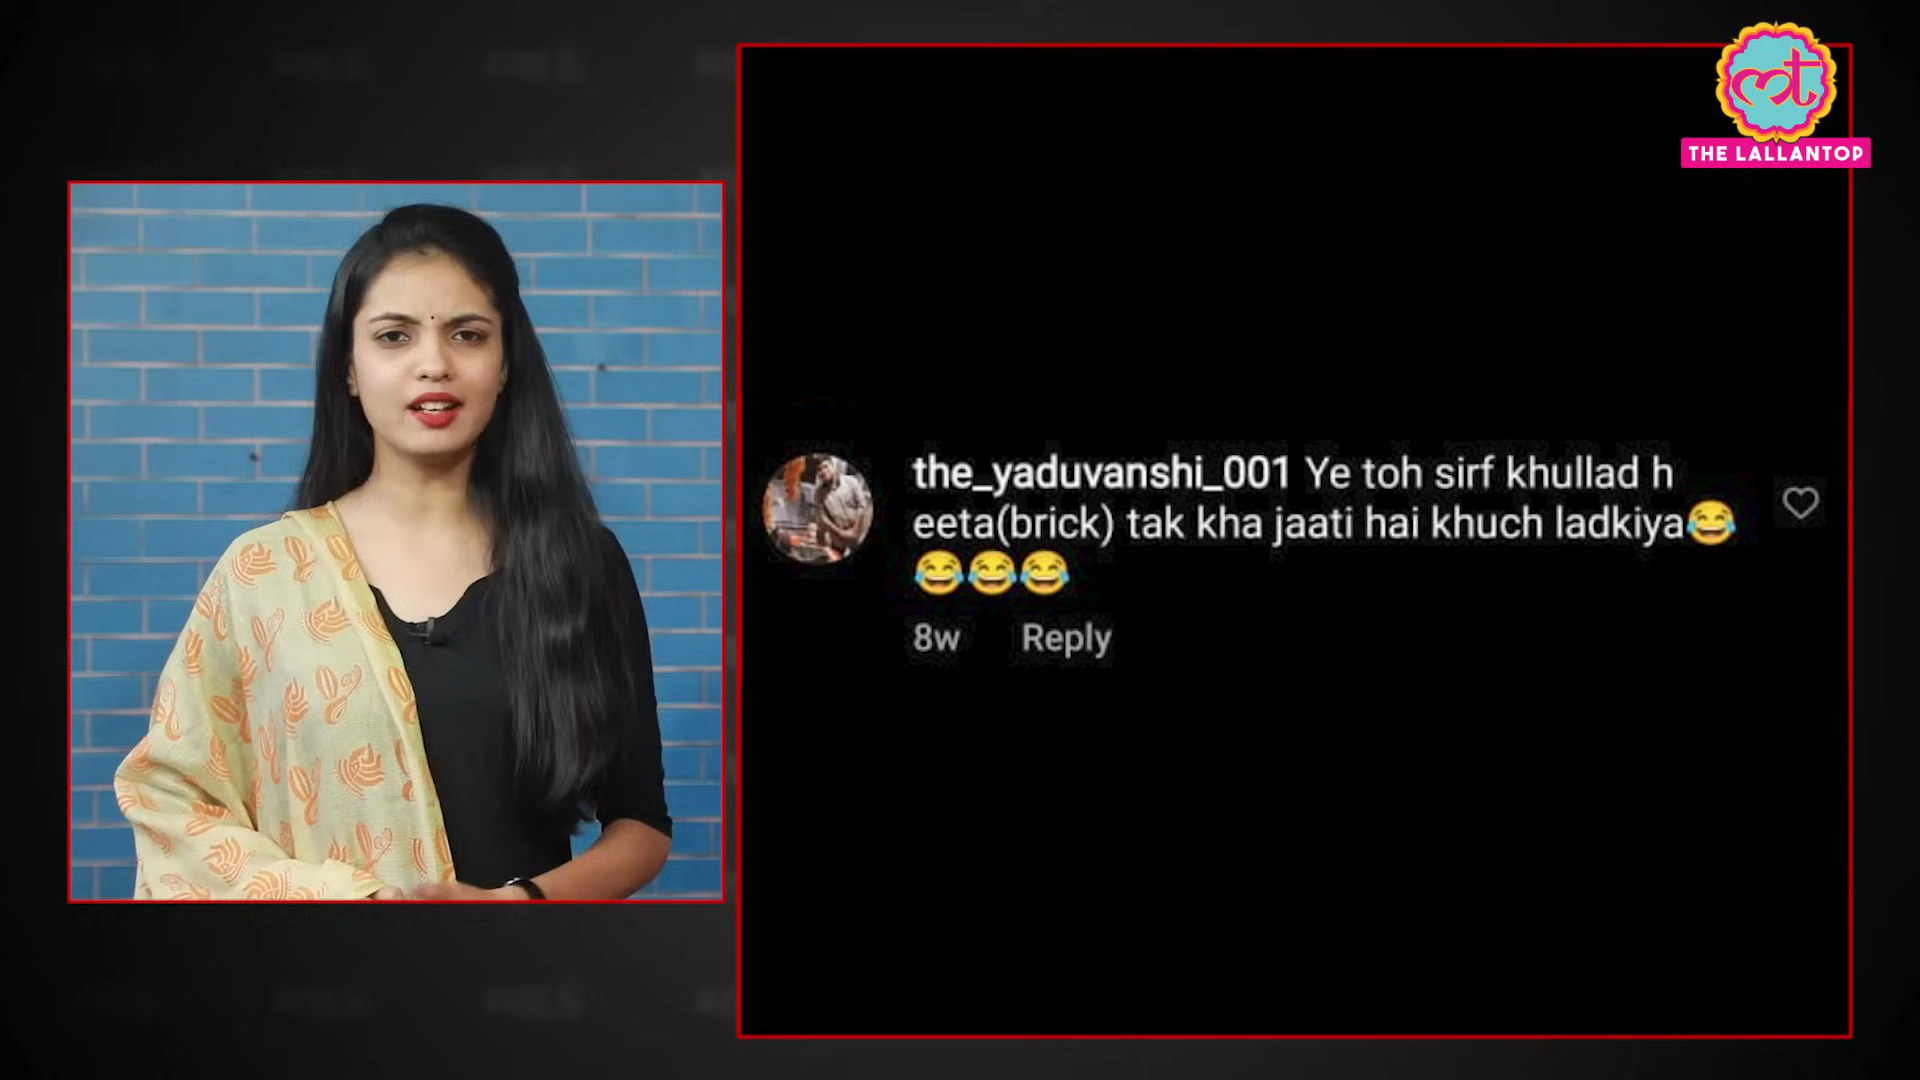 THE LALLANTOP
the_yaduvanshi_001 Ye toh sirf khullad h
eeta(brick) tak kha jaati hai khuch ladkiya😂
😂😂😂
8w Reply